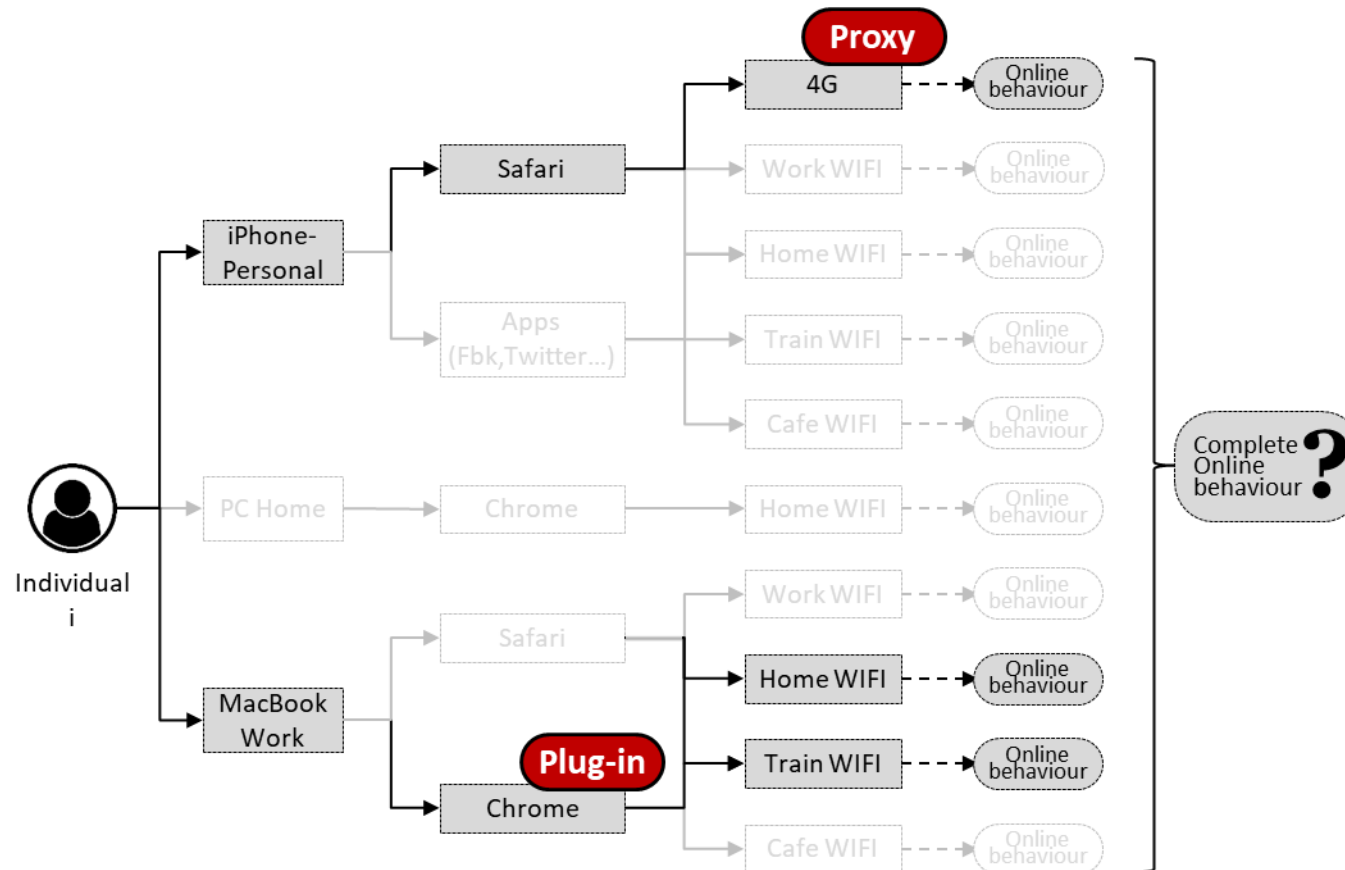 Proxy
4G
Online
behaviour
Safari
Work WIFI
Online
behaviour
iPhone-
Personal
Home WIFI
Online
behaviour
Apps
(Fbk,Twitter...)
Train WIFI
Online
behaviour
Cafe WIFI
Online
behaviour
Complete
Online
behaviour
?
PC Home
Chrome
Home WIFI
Online
behaviour
Individual
i
Work WIFI
Online
behaviour
Safari
Home WIFI
Online
behaviour
MacBook
Work
Plug-in
Train WIFI
Online
behaviour
Chrome
Cafe WIFI
Online
behaviour